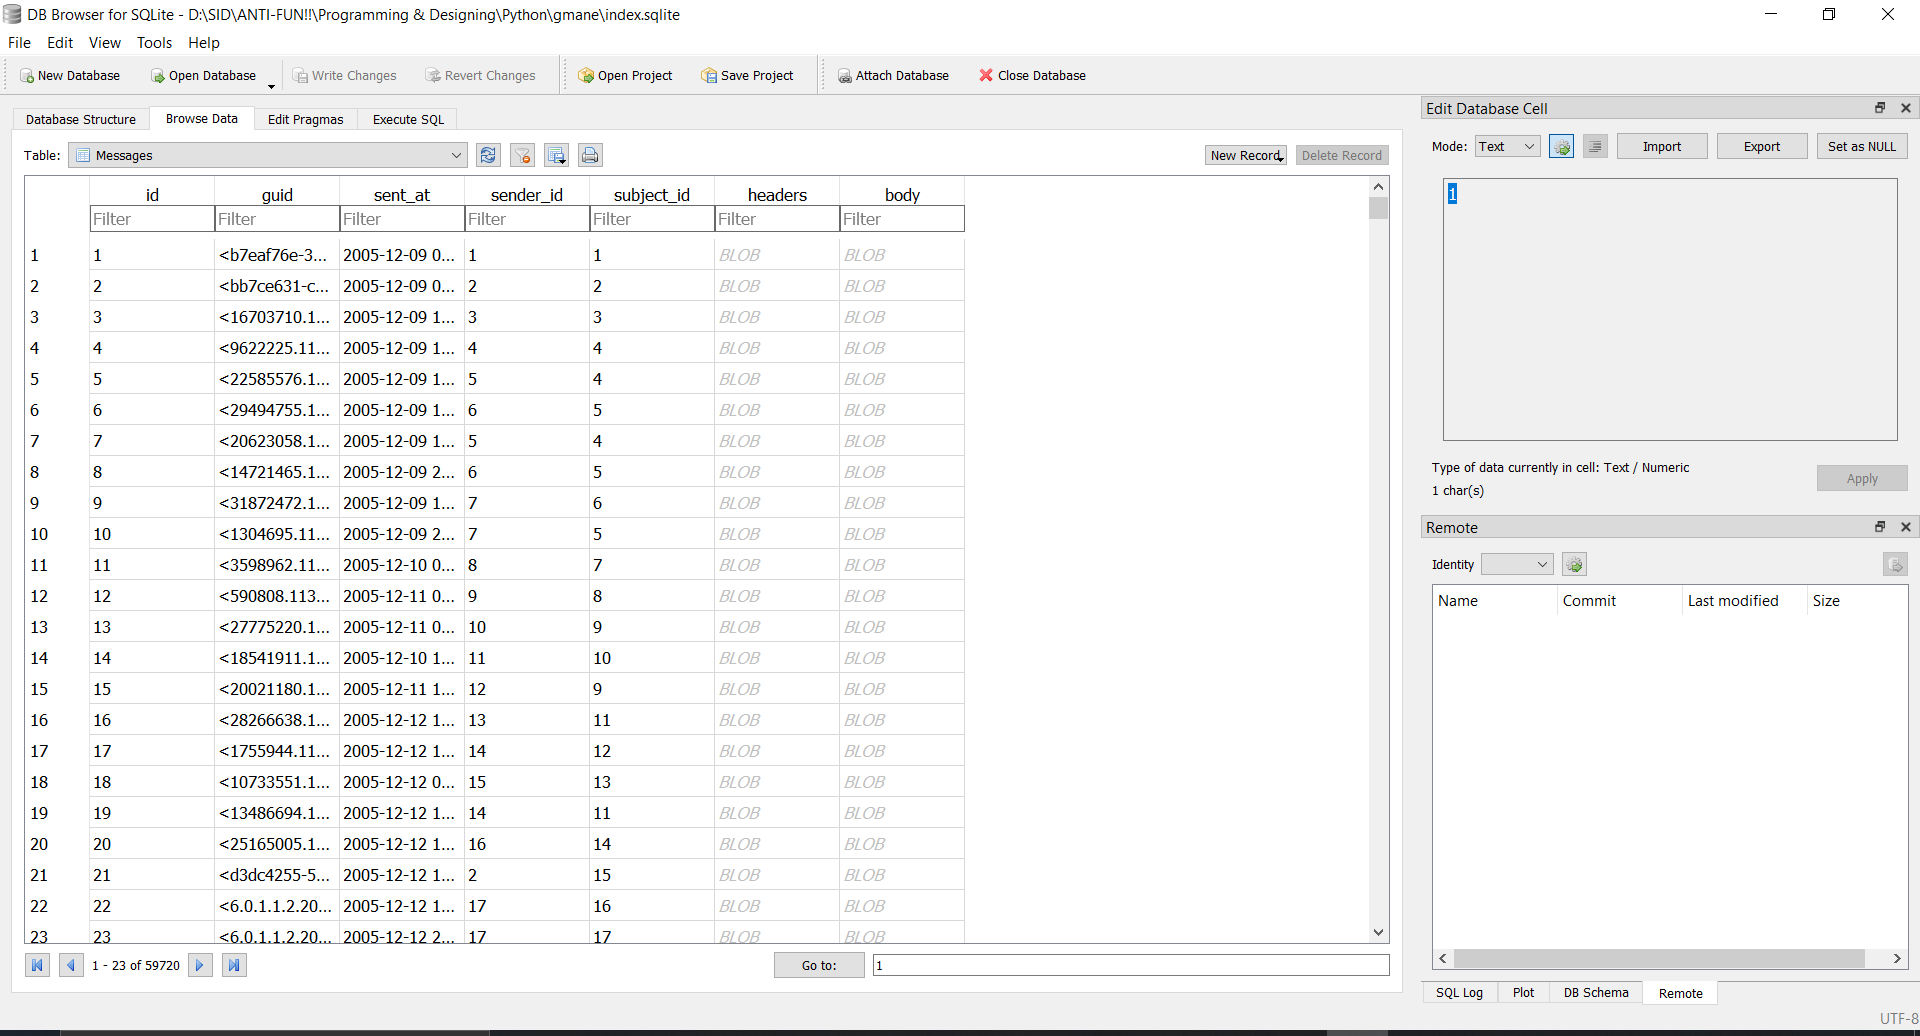 DB Browser for SQLite - D:\SID\ANTI-FUN!!\Programming & Designing\Python\gmane\index.sqlite
File Edit View Tools Help
New Database Open Database Write Changes Revert Changes Open Project Save Project Attach Database Close Database
Database Structure Browse Data Edit Pragmas Execute SQL
Table: Messages New Record Delete Record
id guid sent_at sender_id subject_id headers body
Filter Filter Filter Filter Filter Filter Filter
1 1 <b7eaf76e-3... 2005-12-09 0... 1 1 BLOB BLOB
2 2 <bb7ce631-c... 2005-12-09 0... 2 2 BLOB BLOB
3 3 <16703710.1... 2005-12-09 1... 3 3 BLOB BLOB
4 4 <9622225.11... 2005-12-09 1... 4 4 BLOB BLOB
5 5 <22585576.1... 2005-12-09 1... 5 4 BLOB BLOB
6 6 <29494755.1... 2005-12-09 1... 6 5 BLOB BLOB
7 7 <20623058.1... 2005-12-09 1... 5 4 BLOB BLOB
8 8 <14721465.1... 2005-12-09 2... 6 5 BLOB BLOB
9 9 <31872472.1... 2005-12-09 1... 7 6 BLOB BLOB
10 10 <1304695.11... 2005-12-09 2... 7 5 BLOB BLOB
11 11 <3598962.11... 2005-12-10 0... 8 7 BLOB BLOB
12 12 <590808.113... 2005-12-11 0... 9 8 BLOB BLOB
13 13 <27775220.1... 2005-12-11 0... 10 9 BLOB BLOB
14 14 <18541911.1... 2005-12-10 1... 11 10 BLOB BLOB
15 15 <20021180.1... 2005-12-11 1... 12 9 BLOB BLOB
16 16 <28266638.1... 2005-12-12 1... 13 11 BLOB BLOB
17 17 <1755944.11... 2005-12-12 1... 14 12 BLOB BLOB
18 18 <10733551.1... 2005-12-12 0... 15 13 BLOB BLOB
19 19 <13486694.1... 2005-12-12 1... 14 11 BLOB BLOB
20 20 <25165005.1... 2005-12-12 1... 16 14 BLOB BLOB
21 21 <d3dc4255-5... 2005-12-12 1... 2 15 BLOB BLOB
22 22 <6.0.1.1.2.20... 2005-12-12 1... 17 16 BLOB BLOB
23 23 <6.0.1.1.2.20... 2005-12-12 2... 17 17 BLOB BLOB
1 - 23 of 59720 Go to: 1
Edit Database Cell
Mode: Text Import Export Set as NULL
1
Type of data currently in cell: Text / Numeric
1 char(s)
Apply
Remote
Identity
Name Commit Last modified Size
SQL Log Plot DB Schema Remote
UTF-8